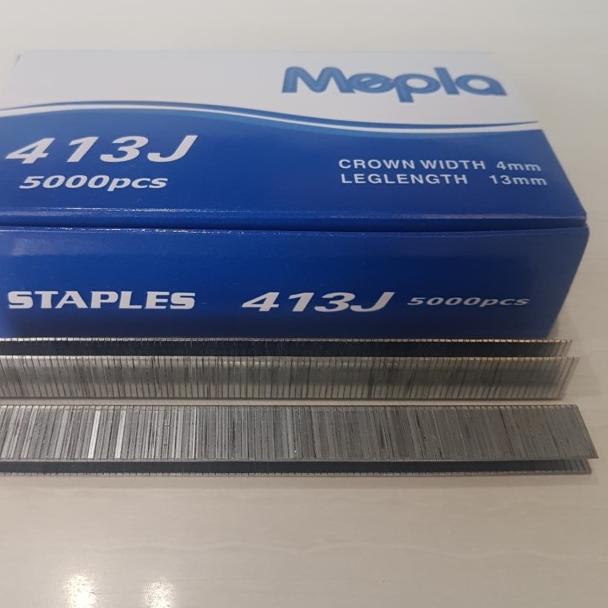 Mepla
413J
5000pcs
CROWN WIDTH 4mm
LEGLENGTH 13mm
STAPLES 413J 5000pcs